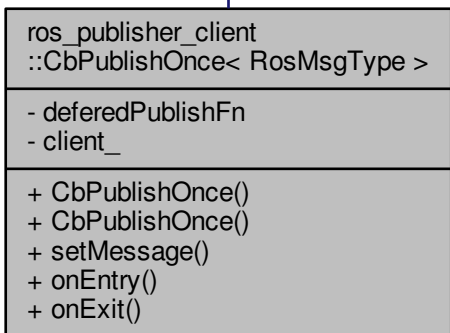 ros_publisher_client
::CbPublishOnce< RosMsgType >
- deferedPublishFn
- client_
+ CbPublishOnce()
+ CbPublishOnce()
+ setMessage()
+ onEntry()
+ onExit()